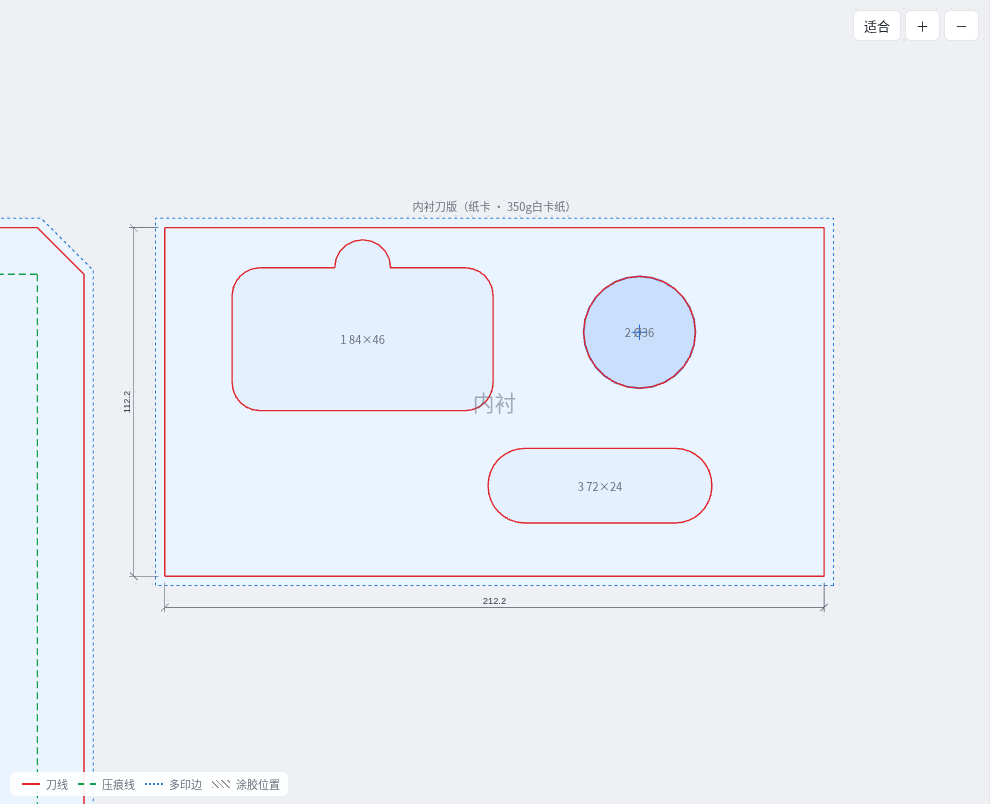 适合 + −
内衬刀版（纸卡 · 350g白卡纸）
1 84×46
2 Ø36
内衬
112.2
3 72×24
212.2
刀线 压痕线 多印边 涂胶位置